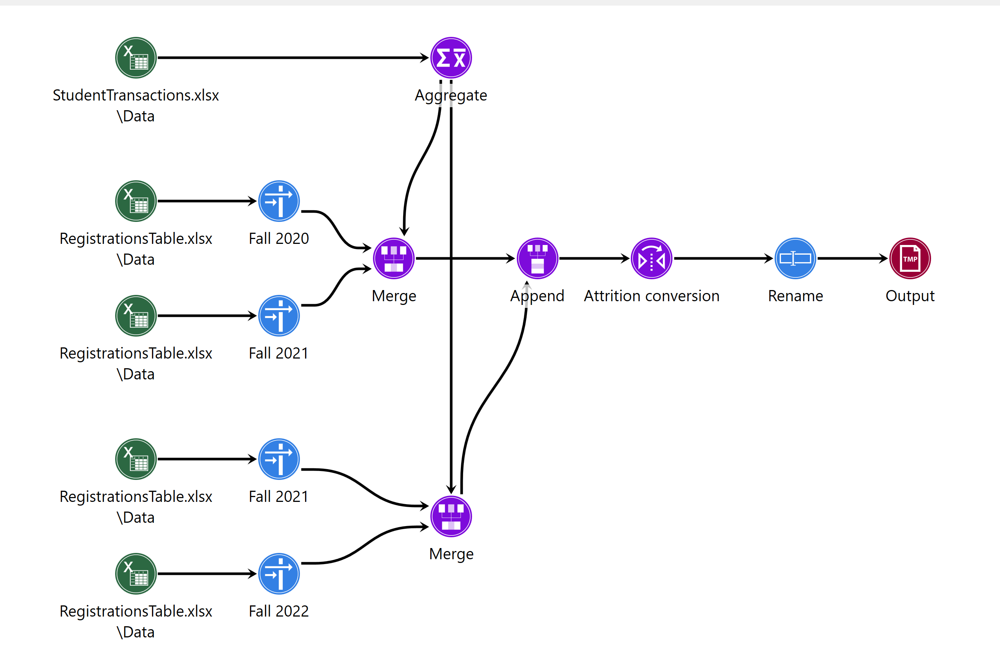 StudentTransactions.xlsx
\Data
Aggregate
RegistrationsTable.xlsx
\Data
Fall 2020
Merge
Append
Attrition conversion
Rename
TMP
Output
RegistrationsTable.xlsx
\Data
Fall 2021
RegistrationsTable.xlsx
\Data
Fall 2021
Merge
RegistrationsTable.xlsx
\Data
Fall 2022